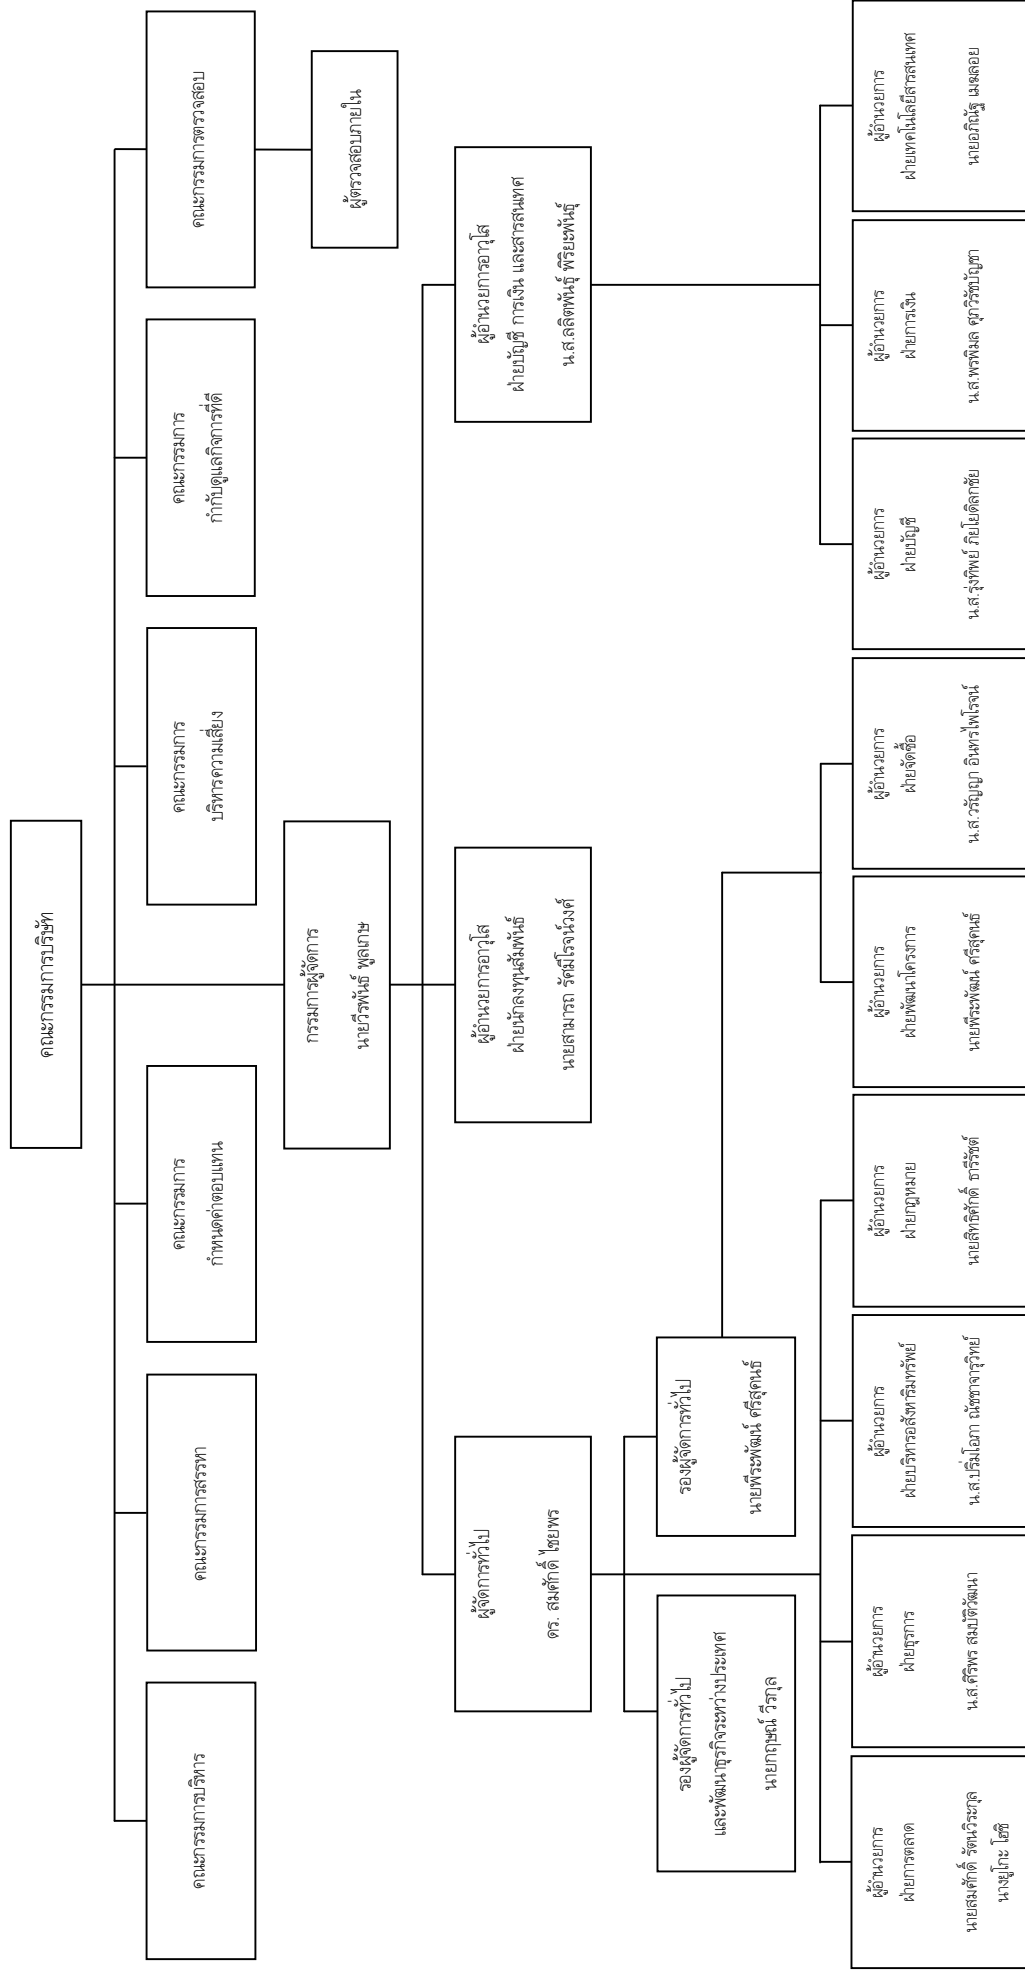 คณะกรรมการบริษัท
คณะกรรมการบริหาร
คณะกรรมการสรรหา
คณะกรรมการ
กำหนดค่าตอบแทน
คณะกรรมการ
บริหารความเสี่ยง
คณะกรรมการ
กำกับดูแลกิจการที่ดี
คณะกรรมการตรวจสอบ
กรรมการผู้จัดการ
นายวีรพันธ์ พูลเกษ
ผู้ตรวจสอบภายใน
ผู้จัดการทั่วไป
ดร. สมศักดิ์ ไชยพร
ผู้อำนวยการอาวุโส
ฝ่ายนักลงทุนสัมพันธ์
นายสามารถ รัศมีโรจน์วงศ์
ผู้อำนวยการอาวุโส
ฝ่ายบัญชี การเงิน และสารสนเทศ
น.ส.ลลิตพันธุ์ พิริยะพันธุ์
รองผู้จัดการทั่วไป
และพัฒนาธุรกิจระหว่างประเทศ
นายกฤษณ์ วีรกุล
รองผู้จัดการทั่วไป
นายพีระพัฒน์ ศรีสุคนธ์
ผู้อำนวยการ
ฝ่ายการตลาด
นายสมศักดิ์ รัตนวิระกุล
นางยูโกะ โฮชิ
ผู้อำนวยการ
ฝ่ายธุรการ
น.ส.ศิริพร สมบัติวัฒนา
ผู้อำนวยการ
ฝ่ายบริหารอสังหาริมทรัพย์
น.ส.ปริ่มโอภา ณัชชาจารุวิทย์
ผู้อำนวยการ
ฝ่ายกฎหมาย
นายสิทธิศักดิ์ ธารีรัชต์
ผู้อำนวยการ
ฝ่ายพัฒนาโครงการ
นายพีระพัฒน์ ศรีสุคนธ์
ผู้อำนวยการ
ฝ่ายจัดซื้อ
น.ส.วรัญญา อินทรไพโรจน์
ผู้อำนวยการ
ฝ่ายบัญชี
น.ส.รุ่งทิพย์ ภิยโยดิลกชัย
ผู้อำนวยการ
ฝ่ายการเงิน
น.ส.พรพิมล ศุภวิรัชบัญชา
ผู้อำนวยการ
ฝ่ายเทคโนโลยีสารสนเทศ
นายอภิณัฐ เมฆลอย